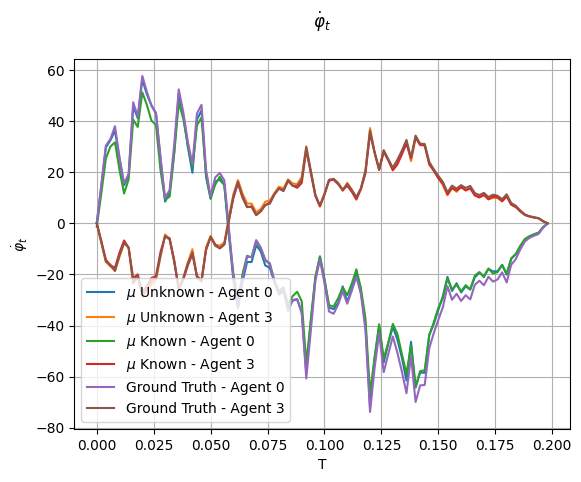 φ̇ₜ
φ̇ₜ
60
40
20
0
−20
−40
−60
−80
μ Unknown - Agent 0
μ Unknown - Agent 3
μ Known - Agent 0
μ Known - Agent 3
Ground Truth - Agent 0
Ground Truth - Agent 3
0.000 0.025 0.050 0.075 0.100 0.125 0.150 0.175 0.200
T